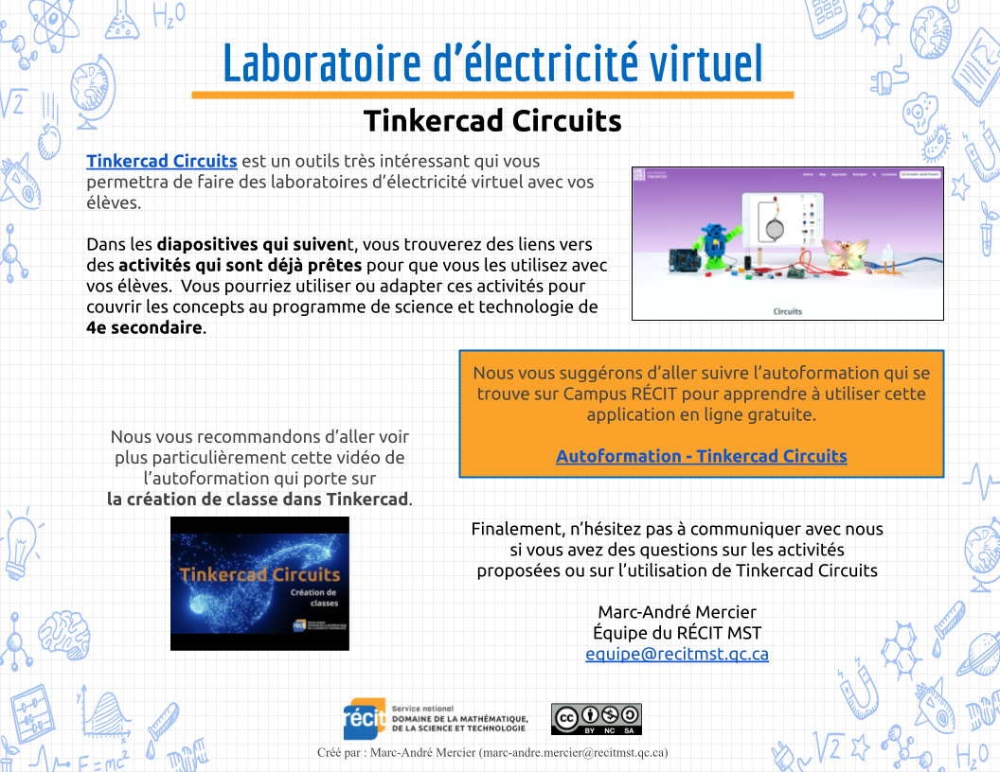 H₂O
Laboratoire d'électricité virtuel
Tinkercad Circuits
Tinkercad Circuits est un outils très intéressant qui vous
permettra de faire des laboratoires d'électricité virtuel avec vos
élèves.
Dans les diapositives qui suivent, vous trouverez des liens vers
des activités qui sont déjà prêtes pour que vous les utilisez avec
vos élèves. Vous pourriez utiliser ou adapter ces activités pour
couvrir les concepts au programme de science et technologie de
4e secondaire.
TINKERCAD
Circuits
Nous vous suggérons d'aller suivre l'autoformation qui se
trouve sur Campus RÉCIT pour apprendre à utiliser cette
application en ligne gratuite.
Autoformation - Tinkercad Circuits
Nous vous recommandons d'aller voir
plus particulièrement cette vidéo de
l'autoformation qui porte sur
la création de classe dans Tinkercad.
Tinkercad Circuits
Création de
classes
récit
Finalement, n'hésitez pas à communiquer avec nous
si vous avez des questions sur les activités
proposées ou sur l'utilisation de Tinkercad Circuits
Marc-André Mercier
Équipe du RÉCIT MST
equipe@recitmst.qc.ca
récit
Service national
DOMAINE DE LA MATHÉMATIQUE,
DE LA SCIENCE ET TECHNOLOGIE
cc BY NC SA
Créé par : Marc-André Mercier (marc-andre.mercier@recitmst.qc.ca)
√2
E=mc²
√2
H₂O